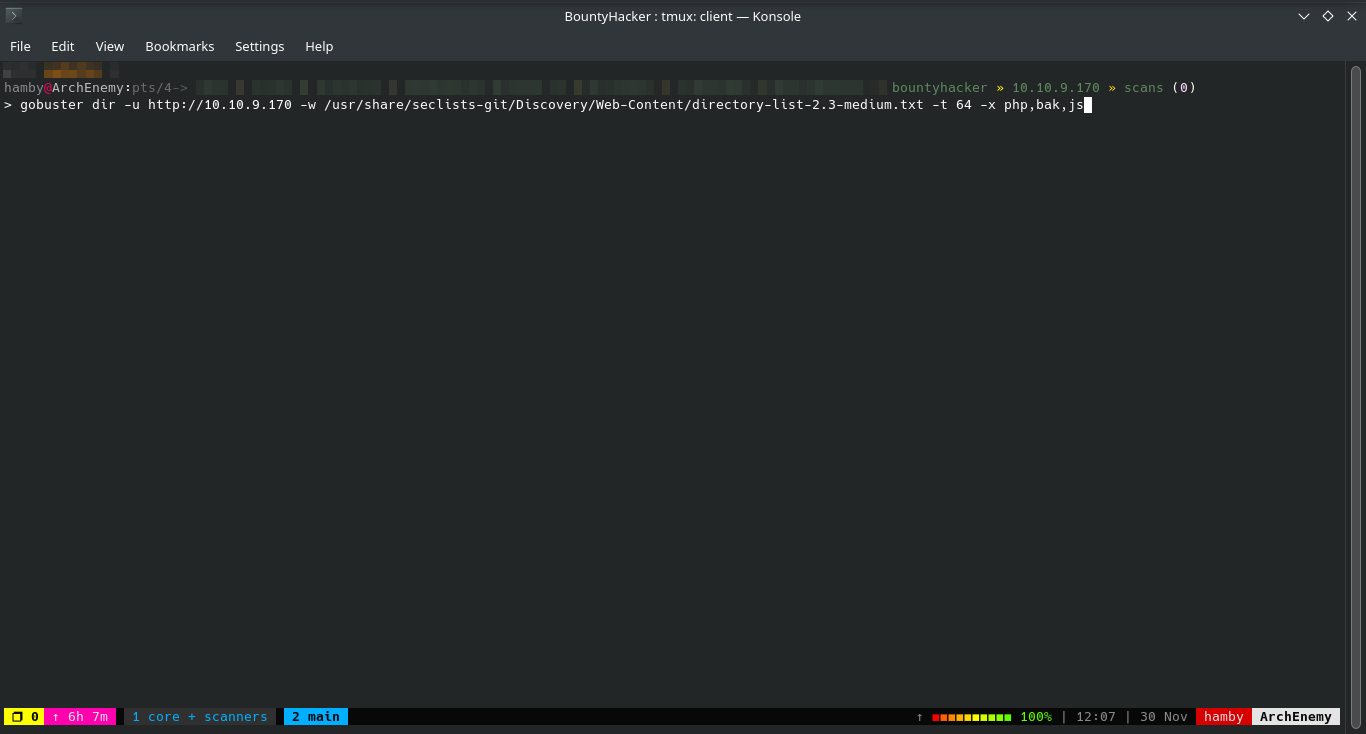 BountyHacker : tmux: client — Konsole
File Edit View Bookmarks Settings Help
hamby@ArchEnemy:pts/4-> bountyhacker » 10.10.9.170 » scans (0)
> gobuster dir -u http://10.10.9.170 -w /usr/share/seclists-git/Discovery/Web-Content/directory-list-2.3-medium.txt -t 64 -x php,bak,js
0 ↑ 6h 7m 1 core + scanners 2 main ↑ 100% | 12:07 | 30 Nov hamby ArchEnemy